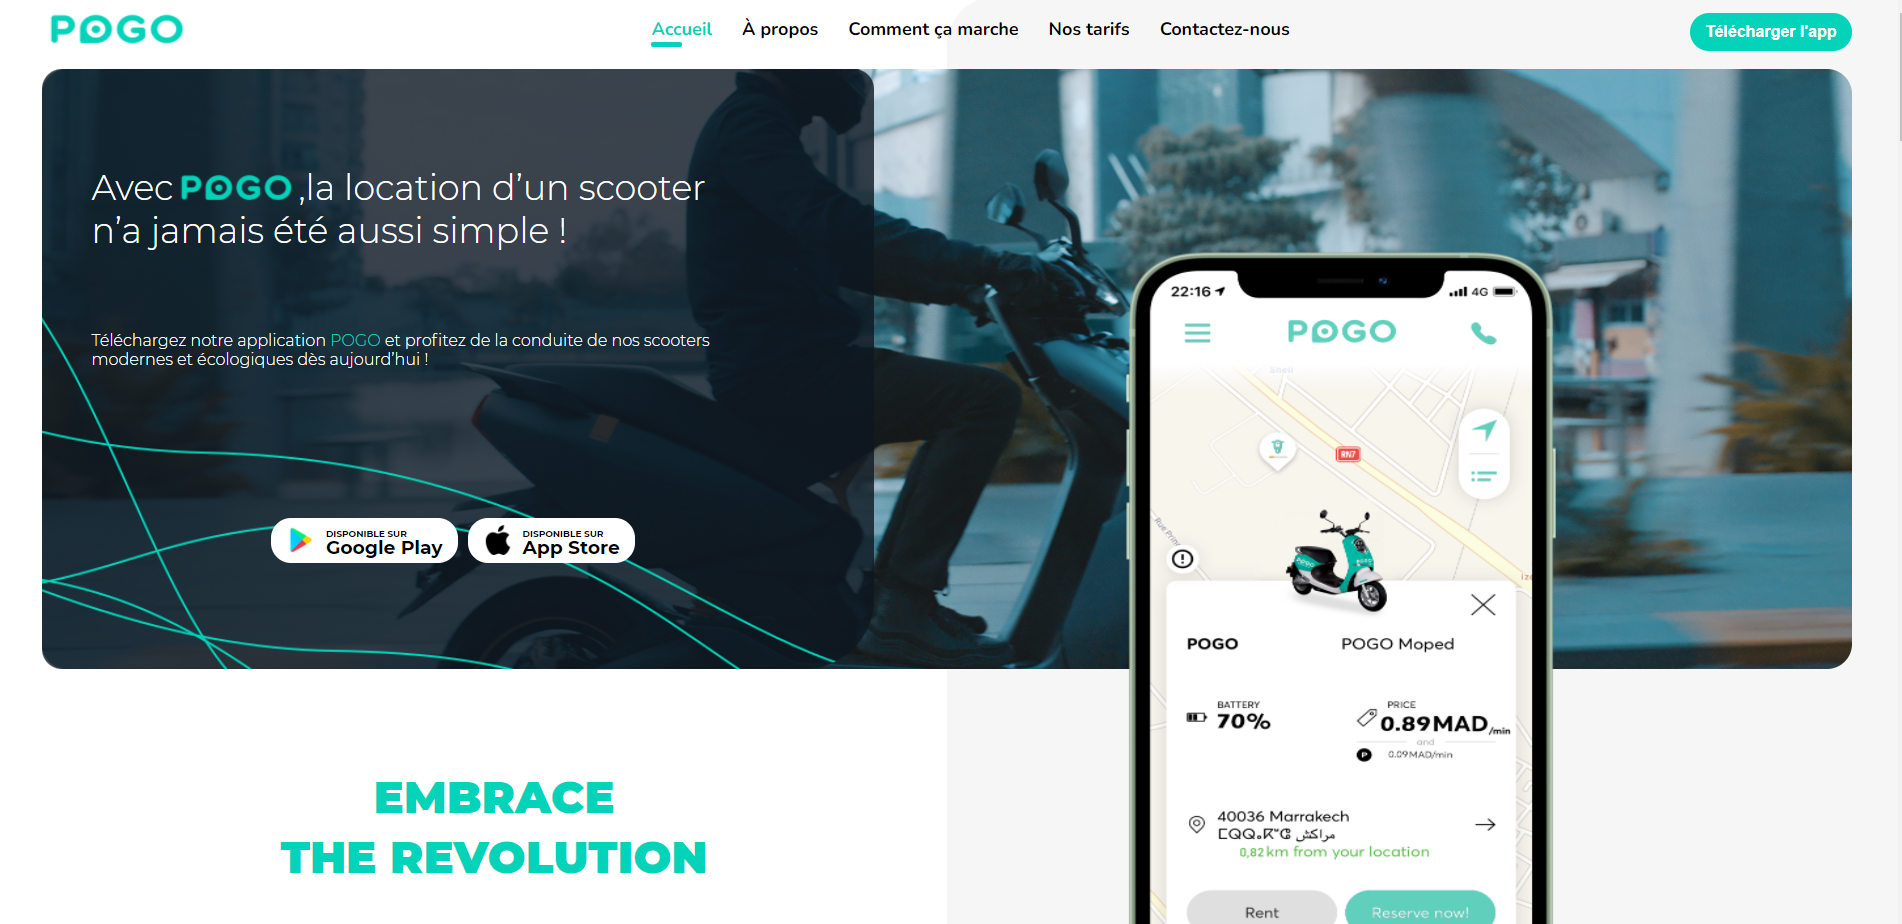 POGO
Accueil
À propos
Comment ça marche
Nos tarifs
Contactez-nous
Télécharger l'app
Avec POGO ,la location d'un scooter
n'a jamais été aussi simple !
Téléchargez notre application POGO et profitez de la conduite de nos scooters
modernes et écologiques dès aujourd'hui !
DISPONIBLE SUR
Google Play
DISPONIBLE SUR
App Store
EMBRACE
THE REVOLUTION
22:16
4G
POGO
Shell
RN7
POGO
POGO Moped
BATTERY
70%
PRICE
0.89MAD/min
and
P 0.09MAD/min
40036 Marrakech
ⵎⵕⵕⴰⴽⵯⵛ مراكش
0,82 km from your location
Rent
Reserve now!